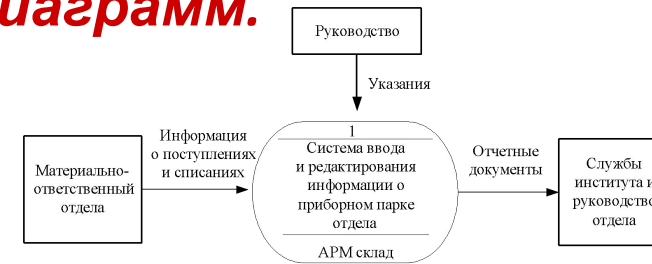 диаграмм.
Руководство
Указания
Информация
о поступлениях
и списаниях
Материально-
ответственный
отдела
1
Система ввода
и редактирования
информации о
приборном парке
отдела
АРМ склад
Отчетные
документы
Службы
института и
руководство
отдела